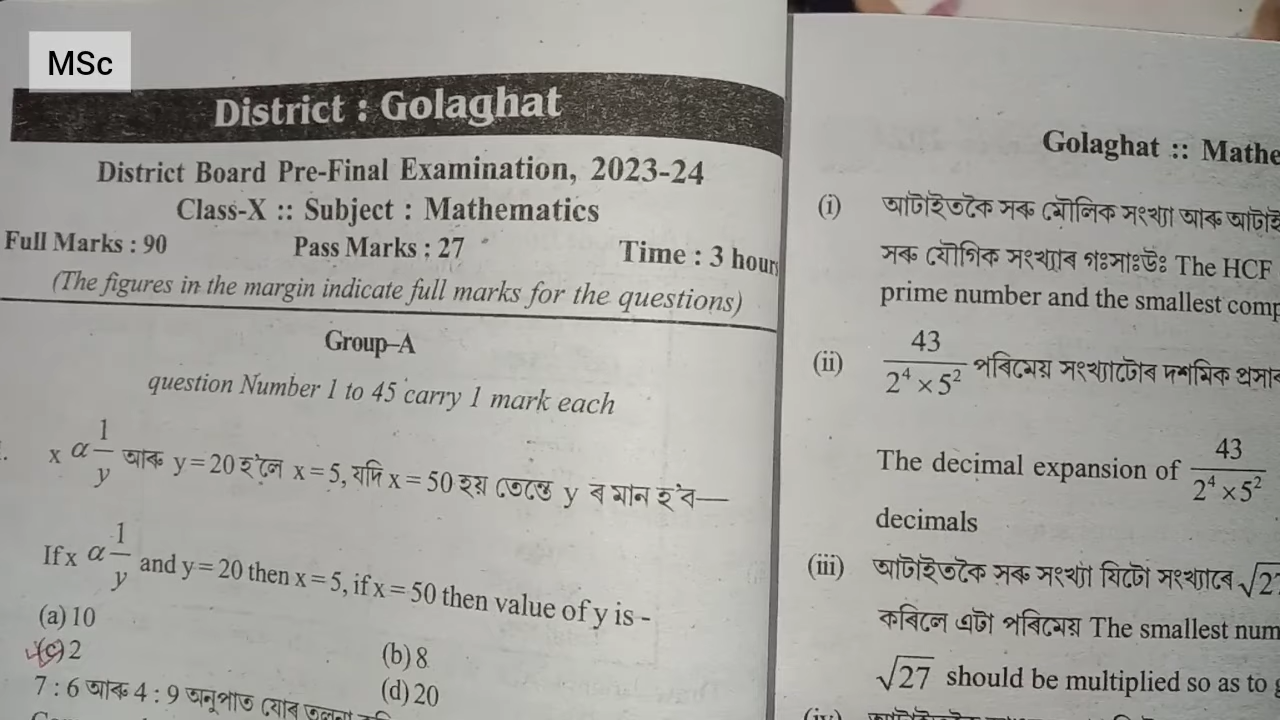 MSc
District : Golaghat
District Board Pre-Final Examination, 2023-24
Class-X :: Subject : Mathematics
Full Marks : 90 Pass Marks : 27 Time : 3 hours
(The figures in the margin indicate full marks for the questions)
Group–A
question Number 1 to 45 carry 1 mark each
x α 1/y আৰু y = 20 হ'লে x = 5, যদি x = 50 হয় তেন্তে y ৰ মান হ'ব—
If x α 1/y and y = 20 then x = 5, if x = 50 then value of y is -
(a) 10
(b) 8
(c) 2
(d) 20
7 : 6 আৰু 4 : 9 অনুপাত যোৰ তুলনা
Golaghat :: Mathe
(i) আটাইতকৈ সৰু মৌলিক সংখ্যা আৰু
সৰু যৌগিক সংখ্যাৰ গঃসাঃউঃ The HCF
prime number and the smallest comp
(ii) 43/2⁴ × 5² পৰিমেয় সংখ্যাটোৰ দশমিক
The decimal expansion of 43/2⁴ × 5²
decimals
(iii) আটাইতকৈ সৰু সংখ্যা যিটো সংখ্যাৰে √27
কৰিলে এটা পৰিমেয় The smallest num
√27 should be multiplied so as to
(iv)